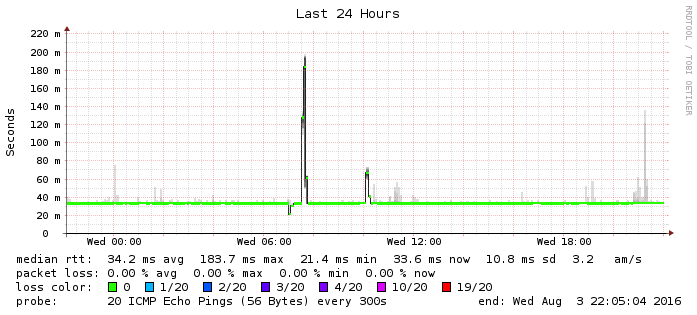 Last 24 Hours
RRDTOOL / TOBI OETIKER
Seconds
220 m
200 m
180 m
160 m
140 m
120 m
100 m
80 m
60 m
40 m
20 m
0
Wed 00:00 Wed 06:00 Wed 12:00 Wed 18:00
median rtt: 34.2 ms avg 183.7 ms max 21.4 ms min 33.6 ms now 10.8 ms sd 3.2 am/s
packet loss: 0.00 % avg 0.00 % max 0.00 % min 0.00 % now
loss color: 0 1/20 2/20 3/20 4/20 10/20 19/20
probe: 20 ICMP Echo Pings (56 Bytes) every 300s end: Wed Aug 3 22:05:04 2016